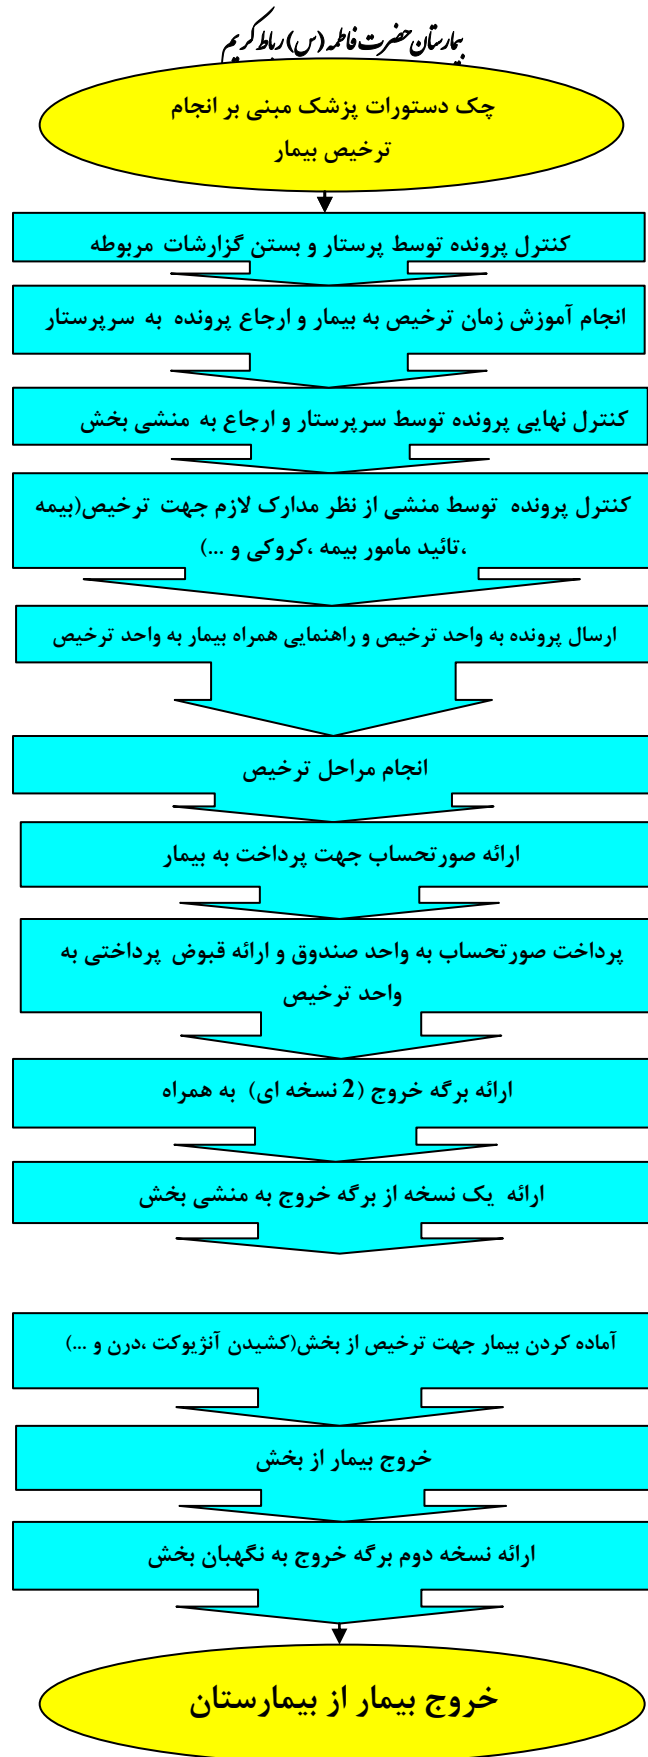 بیمارستان حضرت فاطمه (س) رباط کریم
چک دستورات پزشک مبنی بر انجام
ترخیص بیمار
کنترل پرونده توسط پرستار و بستن گزارشات مربوطه
انجام آموزش زمان ترخیص به بیمار و ارجاع پرونده به سرپرستار
کنترل نهایی پرونده توسط سرپرستار و ارجاع به منشی بخش
کنترل پرونده توسط منشی از نظر مدارک لازم جهت ترخیص(بیمه
،تائید مامور بیمه ،کروکی و ...)
ارسال پرونده به واحد ترخیص و راهنمایی همراه بیمار به واحد ترخیص
انجام مراحل ترخیص
ارائه صورتحساب جهت پرداخت به بیمار
پرداخت صورتحساب به واحد صندوق و ارائه قبوض پرداختی به
واحد ترخیص
ارائه برگه خروج (2 نسخه ای) به همراه
ارائه یک نسخه از برگه خروج به منشی بخش
آماده کردن بیمار جهت ترخیص از بخش(کشیدن آنژیوکت ،درن و ...)
خروج بیمار از بخش
ارائه نسخه دوم برگه خروج به نگهبان بخش
خروج بیمار از بیمارستان